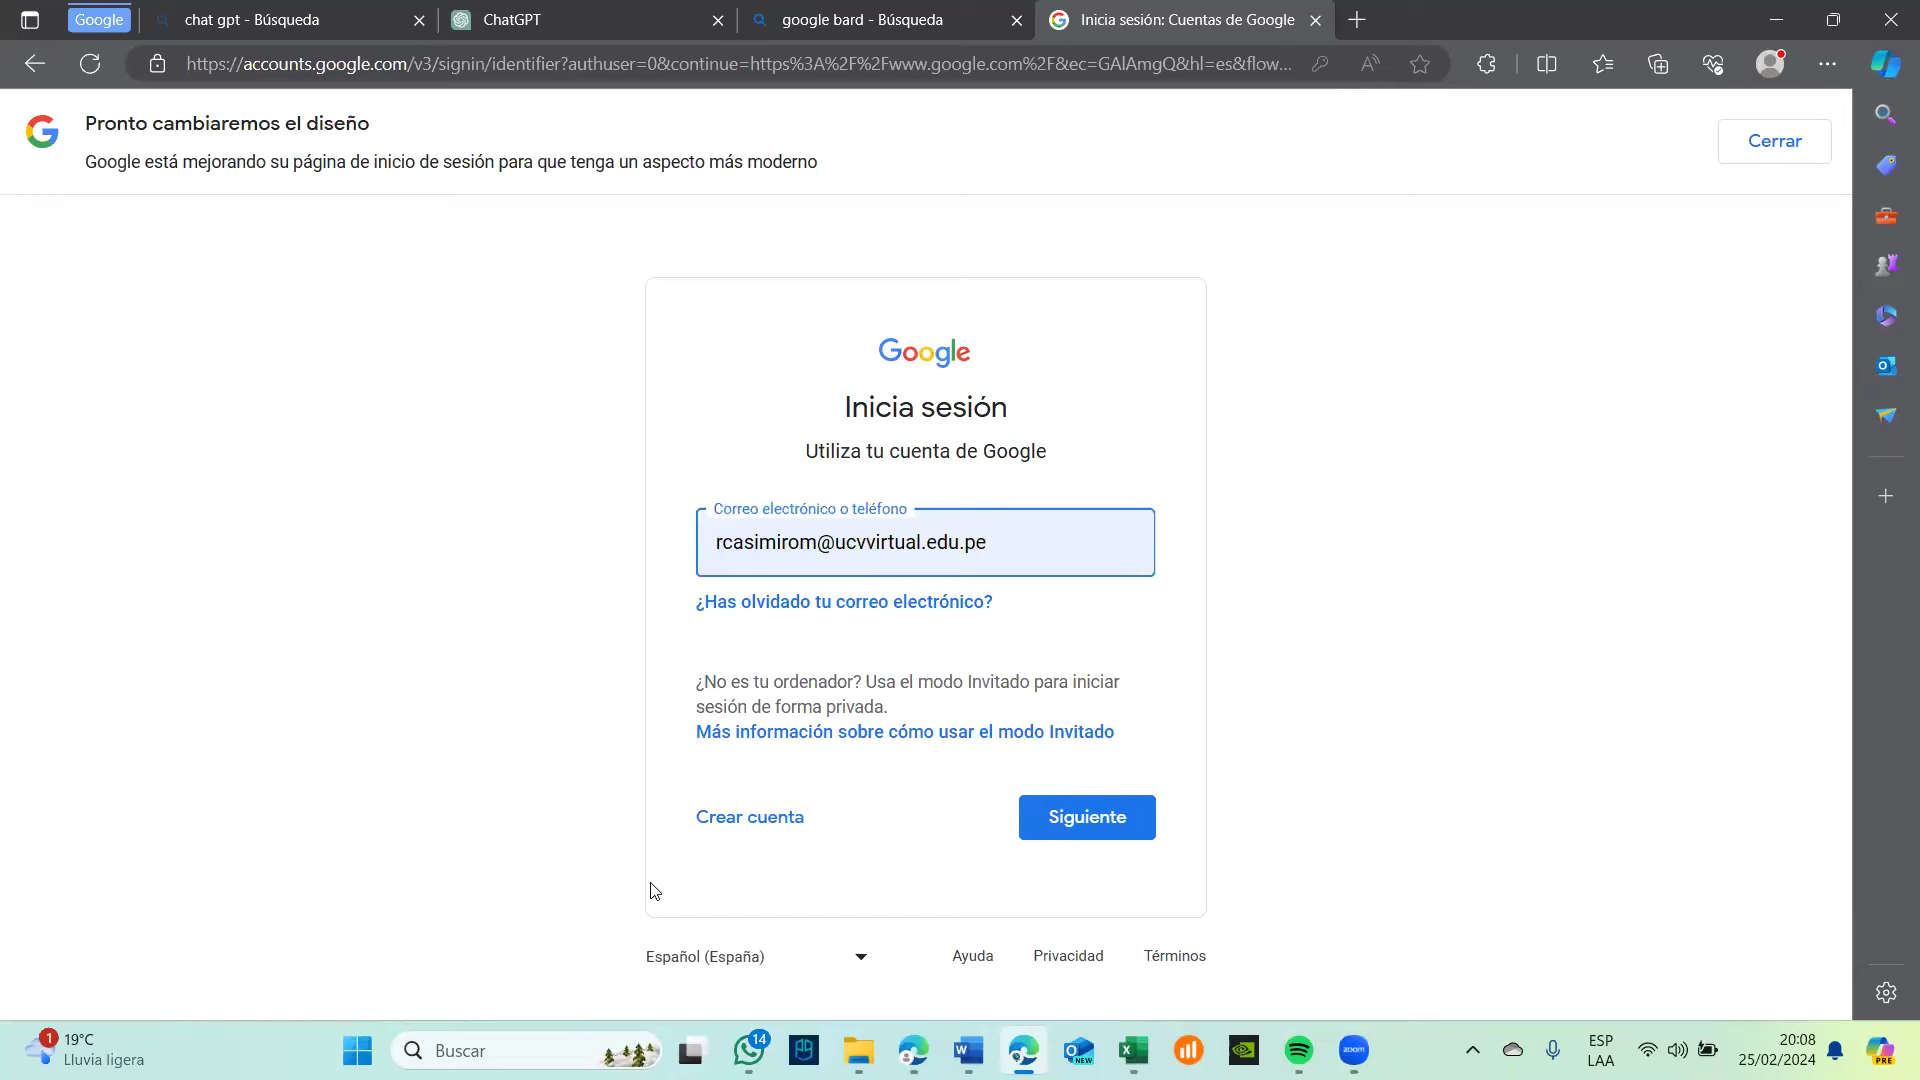 Google
chat gpt - Búsqueda
ChatGPT
google bard - Búsqueda
Inicia sesión: Cuentas de Google
https://accounts.google.com/v3/signin/identifier?authuser=0&continue=https%3A%2F%2Fwww.google.com%2F&ec=GAlAmgQ&hl=es&flow...
Pronto cambiaremos el diseño
Google está mejorando su página de inicio de sesión para que tenga un aspecto más moderno
Cerrar
Google
Inicia sesión
Utiliza tu cuenta de Google
Correo electrónico o teléfono
rcasimirom@ucvvirtual.edu.pe
¿Has olvidado tu correo electrónico?
¿No es tu ordenador? Usa el modo Invitado para iniciar
sesión de forma privada.
Más información sobre cómo usar el modo Invitado
Crear cuenta
Siguiente
Español (España)
Ayuda
Privacidad
Términos
1
19°C
Lluvia ligera
Buscar
14
NEW
zoom
ESP
LAA
20:08
25/02/2024
PRE